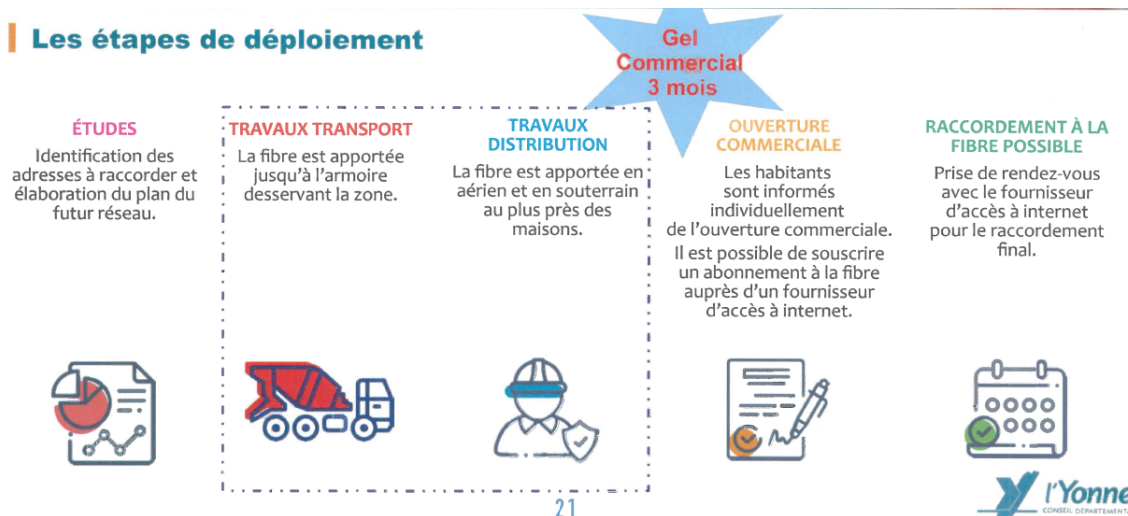 Les étapes de déploiement
Gel
Commercial
3 mois
ÉTUDES
Identification des
adresses à raccorder et
élaboration du plan du
futur réseau.
TRAVAUX TRANSPORT
La fibre est apportée
jusqu'à l'armoire
desservant la zone.
TRAVAUX
DISTRIBUTION
La fibre est apportée en
aérien et en souterrain
au plus près des
maisons.
OUVERTURE
COMMERCIALE
Les habitants
sont informés
individuellement
de l'ouverture commerciale.
Il est possible de souscrire
un abonnement à la fibre
auprès d'un fournisseur
d'accès à internet.
RACCORDEMENT À LA
FIBRE POSSIBLE
Prise de rendez-vous
avec le fournisseur
d'accès à internet
pour le raccordement
final.
21
l'Yonne
CONSEIL DÉPARTEMENTA